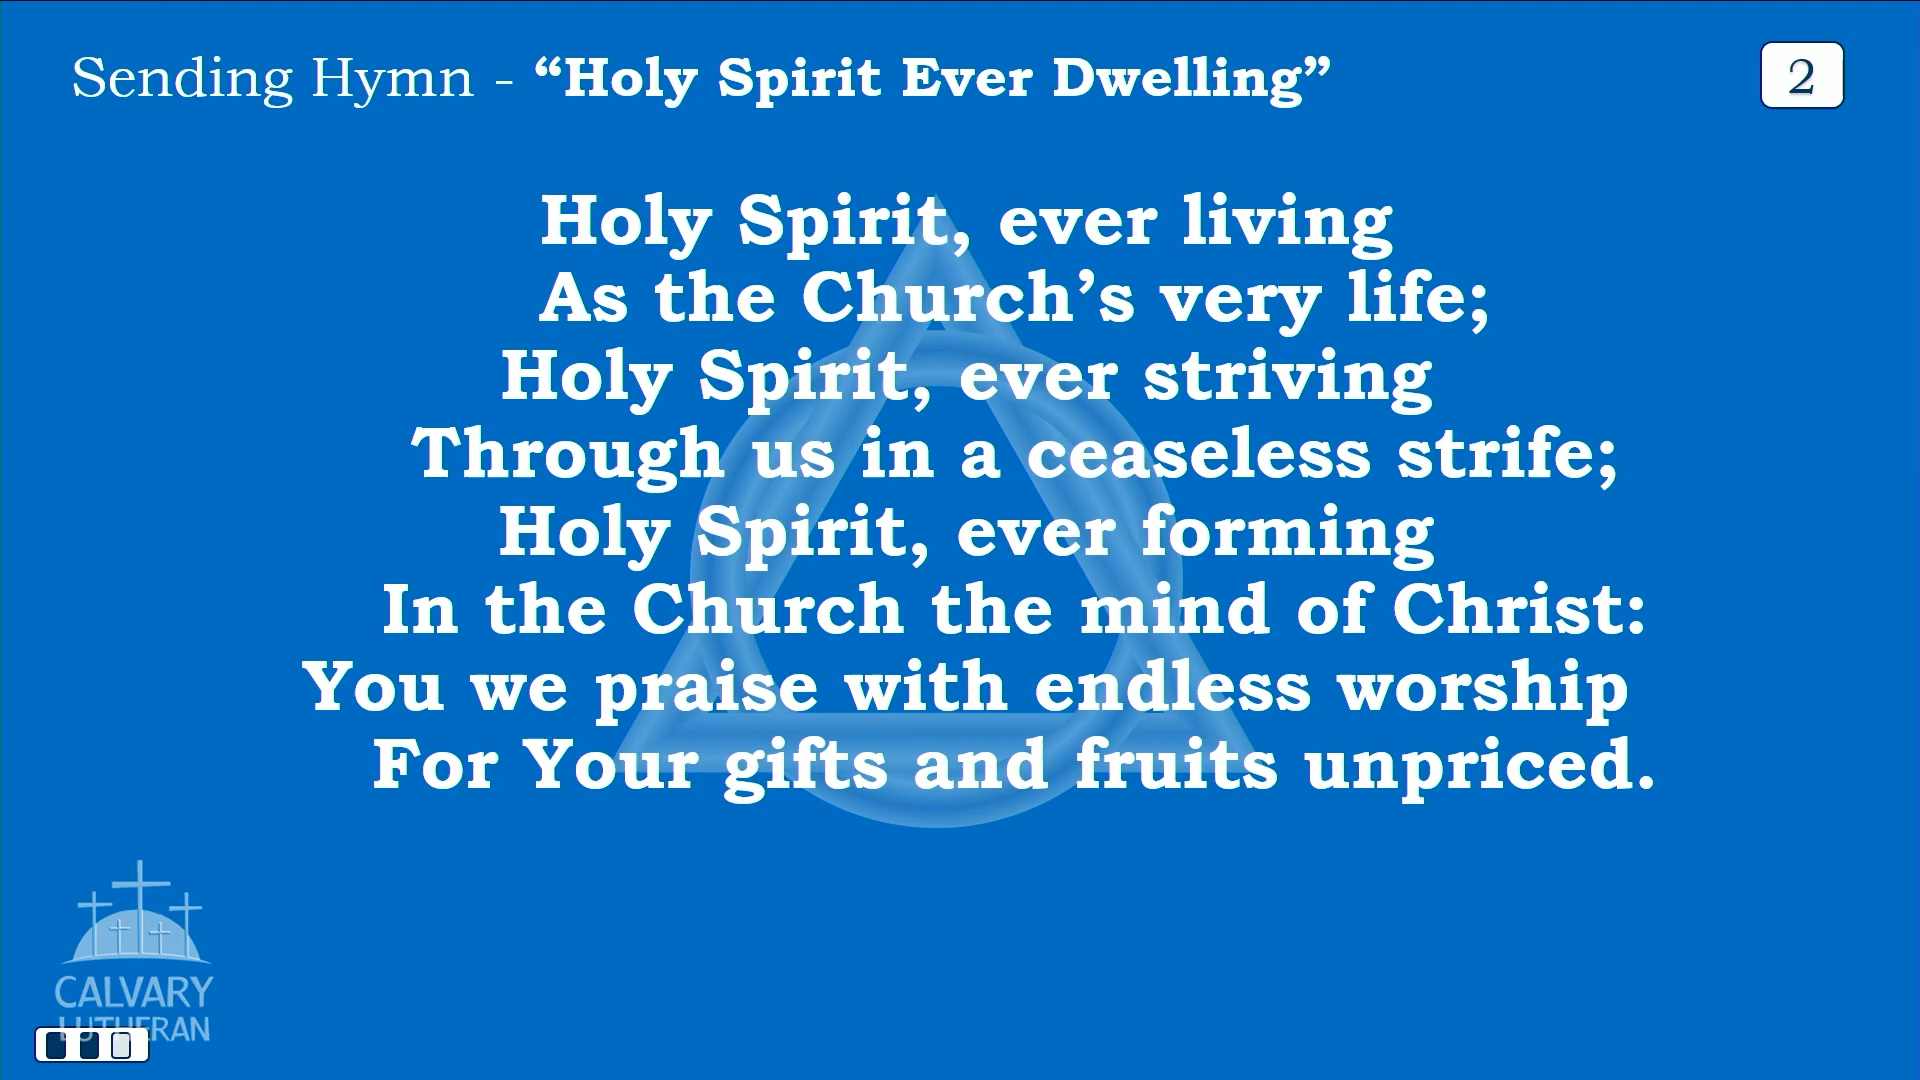 Sending Hymn - “Holy Spirit Ever Dwelling”
2
Holy Spirit, ever living
As the Church’s very life;
Holy Spirit, ever striving
Through us in a ceaseless strife;
Holy Spirit, ever forming
In the Church the mind of Christ:
You we praise with endless worship
For Your gifts and fruits unpriced.
CALVARY
LUTHERAN